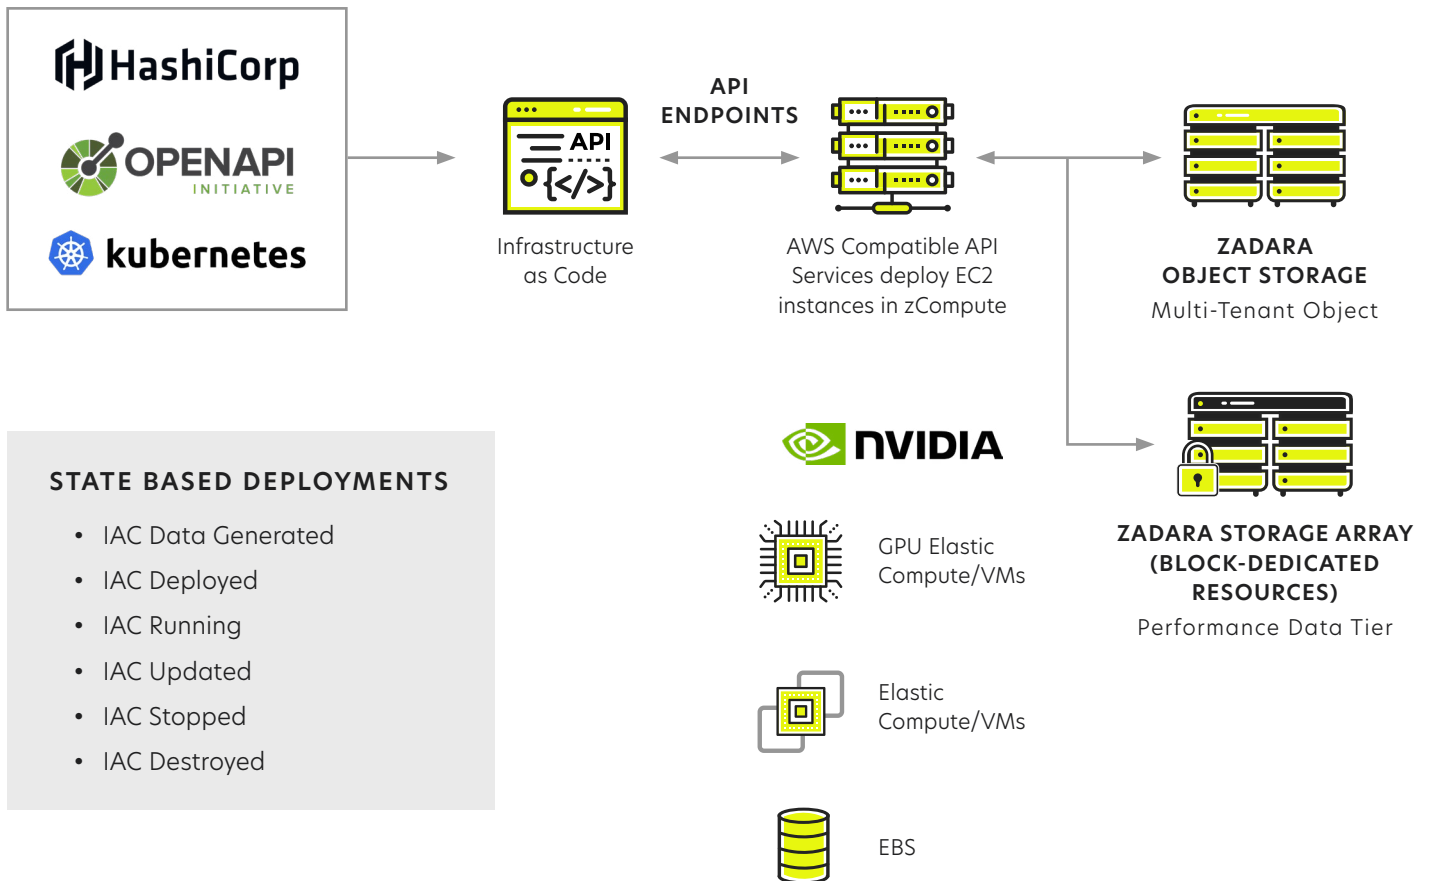 HashiCorp
OPENAPI
INITIATIVE
kubernetes
API
</>
Infrastructure
as Code
API
ENDPOINTS
AWS Compatible API
Services deploy EC2
instances in zCompute
ZADARA
OBJECT STORAGE
Multi-Tenant Object
ZADARA STORAGE ARRAY
(BLOCK-DEDICATED
RESOURCES)
Performance Data Tier
STATE BASED DEPLOYMENTS
• IAC Data Generated
• IAC Deployed
• IAC Running
• IAC Updated
• IAC Stopped
• IAC Destroyed
NVIDIA
GPU Elastic
Compute/VMs
Elastic
Compute/VMs
EBS